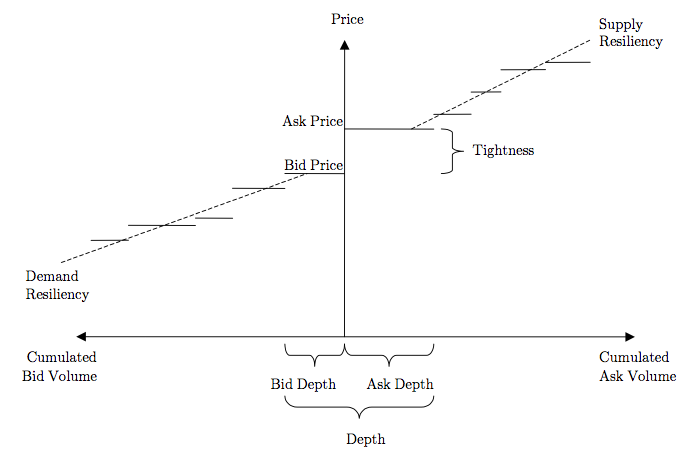 Price
Supply
Resiliency
Ask Price
Tightness
Bid Price
Demand
Resiliency
Cumulated
Bid Volume
Cumulated
Ask Volume
Bid Depth
Ask Depth
Depth